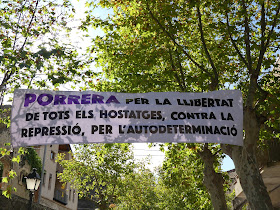 PORRERA PER LA LLIBERTAT
DE TOTS ELS HOSTATGES, CONTRA LA
REPRESSIÓ, PER L'AUTODETERMINACIÓ